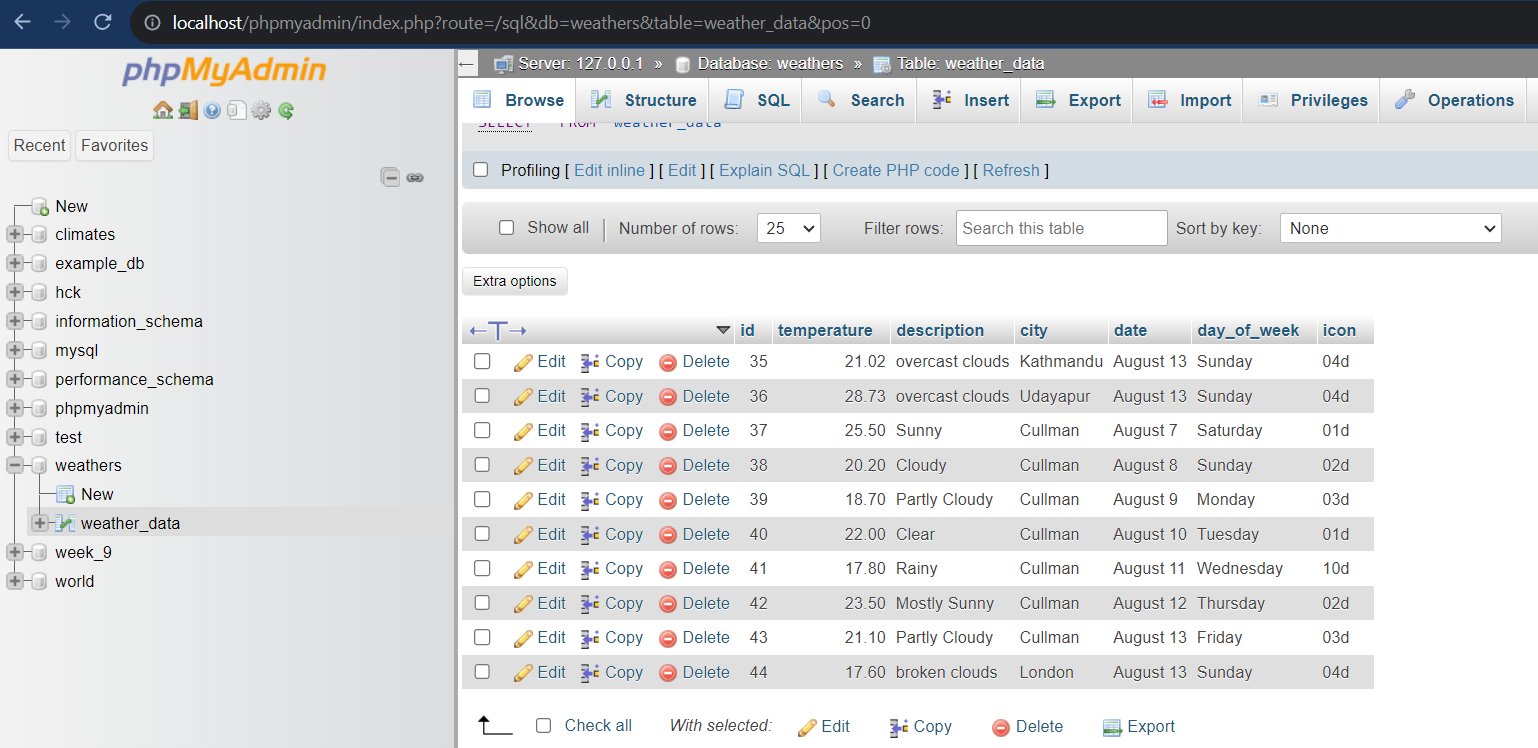 localhost/phpmyadmin/index.php?route=/sql&db=weathers&table=weather_data&pos=0
phpMyAdmin
Recent Favorites
New
climates
example_db
hck
information_schema
mysql
performance_schema
phpmyadmin
test
weathers
New
weather_data
week_9
world
Server: 127.0.0.1 » Database: weathers » Table: weather_data
Browse Structure SQL Search Insert Export Import Privileges Operations
SELECT * FROM `weather_data`
Profiling [ Edit inline ] [ Edit ] [ Explain SQL ] [ Create PHP code ] [ Refresh ]
Show all Number of rows: 25 Filter rows: Search this table Sort by key: None
Extra options
←T→ id temperature description city date day_of_week icon
Edit Copy Delete 35 21.02 overcast clouds Kathmandu August 13 Sunday 04d
Edit Copy Delete 36 28.73 overcast clouds Udayapur August 13 Sunday 04d
Edit Copy Delete 37 25.50 Sunny Cullman August 7 Saturday 01d
Edit Copy Delete 38 20.20 Cloudy Cullman August 8 Sunday 02d
Edit Copy Delete 39 18.70 Partly Cloudy Cullman August 9 Monday 03d
Edit Copy Delete 40 22.00 Clear Cullman August 10 Tuesday 01d
Edit Copy Delete 41 17.80 Rainy Cullman August 11 Wednesday 10d
Edit Copy Delete 42 23.50 Mostly Sunny Cullman August 12 Thursday 02d
Edit Copy Delete 43 21.10 Partly Cloudy Cullman August 13 Friday 03d
Edit Copy Delete 44 17.60 broken clouds London August 13 Sunday 04d
Check all With selected: Edit Copy Delete Export